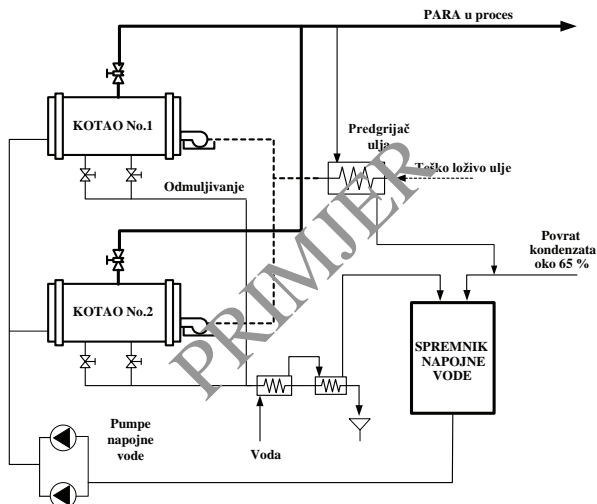 PARA u proces
KOTAO No.1
Predgrijač
ulja
Teško loživo ulje
Odmuljivanje
Povrat
kondenzata
oko 65 %
KOTAO No.2
SPREMNIK
NAPOJNE
VODE
PRIMJER
Pumpe
napojne
vode
Voda